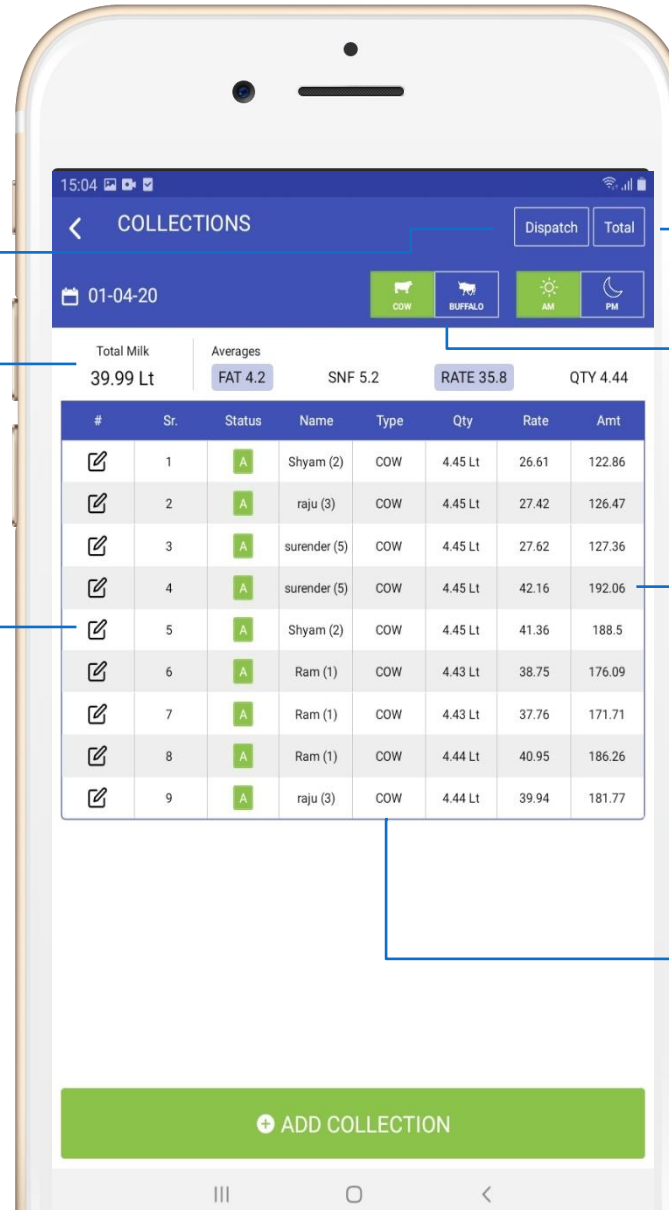 15:04
COLLECTIONS Dispatch Total
01-04-20 COW BUFFALO AM PM
Total Milk Averages
39.99 Lt FAT 4.2 SNF 5.2 RATE 35.8 QTY 4.44
# Sr. Status Name Type Qty Rate Amt
1 A Shyam (2) COW 4.45 Lt 26.61 122.86
2 A raju (3) COW 4.45 Lt 27.42 126.47
3 A surender (5) COW 4.45 Lt 27.62 127.36
4 A surender (5) COW 4.45 Lt 42.16 192.06
5 A Shyam (2) COW 4.45 Lt 41.36 188.5
6 A Ram (1) COW 4.43 Lt 38.75 176.09
7 A Ram (1) COW 4.43 Lt 37.76 171.71
8 A Ram (1) COW 4.44 Lt 40.95 186.26
9 A raju (3) COW 4.44 Lt 39.94 181.77
ADD COLLECTION